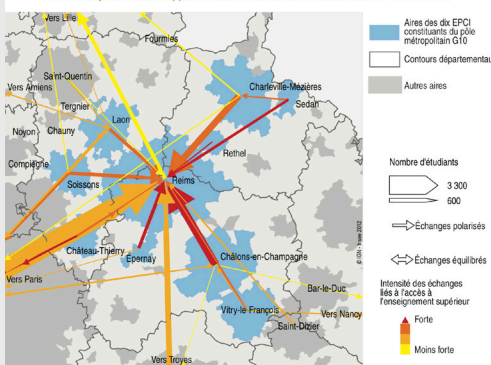 Vers Lille
Fourmies
Saint-Quentin
Vers Amiens
Charleville-Mézières
Sedan
Tergnier
Laon
Noyon
Chauny
Rethel
Compiègne
Soissons
Reims
Château-Thierry
Épernay
Châlons-en-Champagne
Vers Paris
Bar-le-Duc
Vitry-le François
Vers Nancy
Saint-Dizier
Vers Troyes
Aires des dix EPCI
constituants du pôle
métropolitain G10
Contours départementau
Autres aires
Nombre d'étudiants
3 300
600
Échanges polarisés
Échanges équilibrés
Intensité des échanges
liés à l'accès à
l'enseignement supérieur
Forte
Moins forte